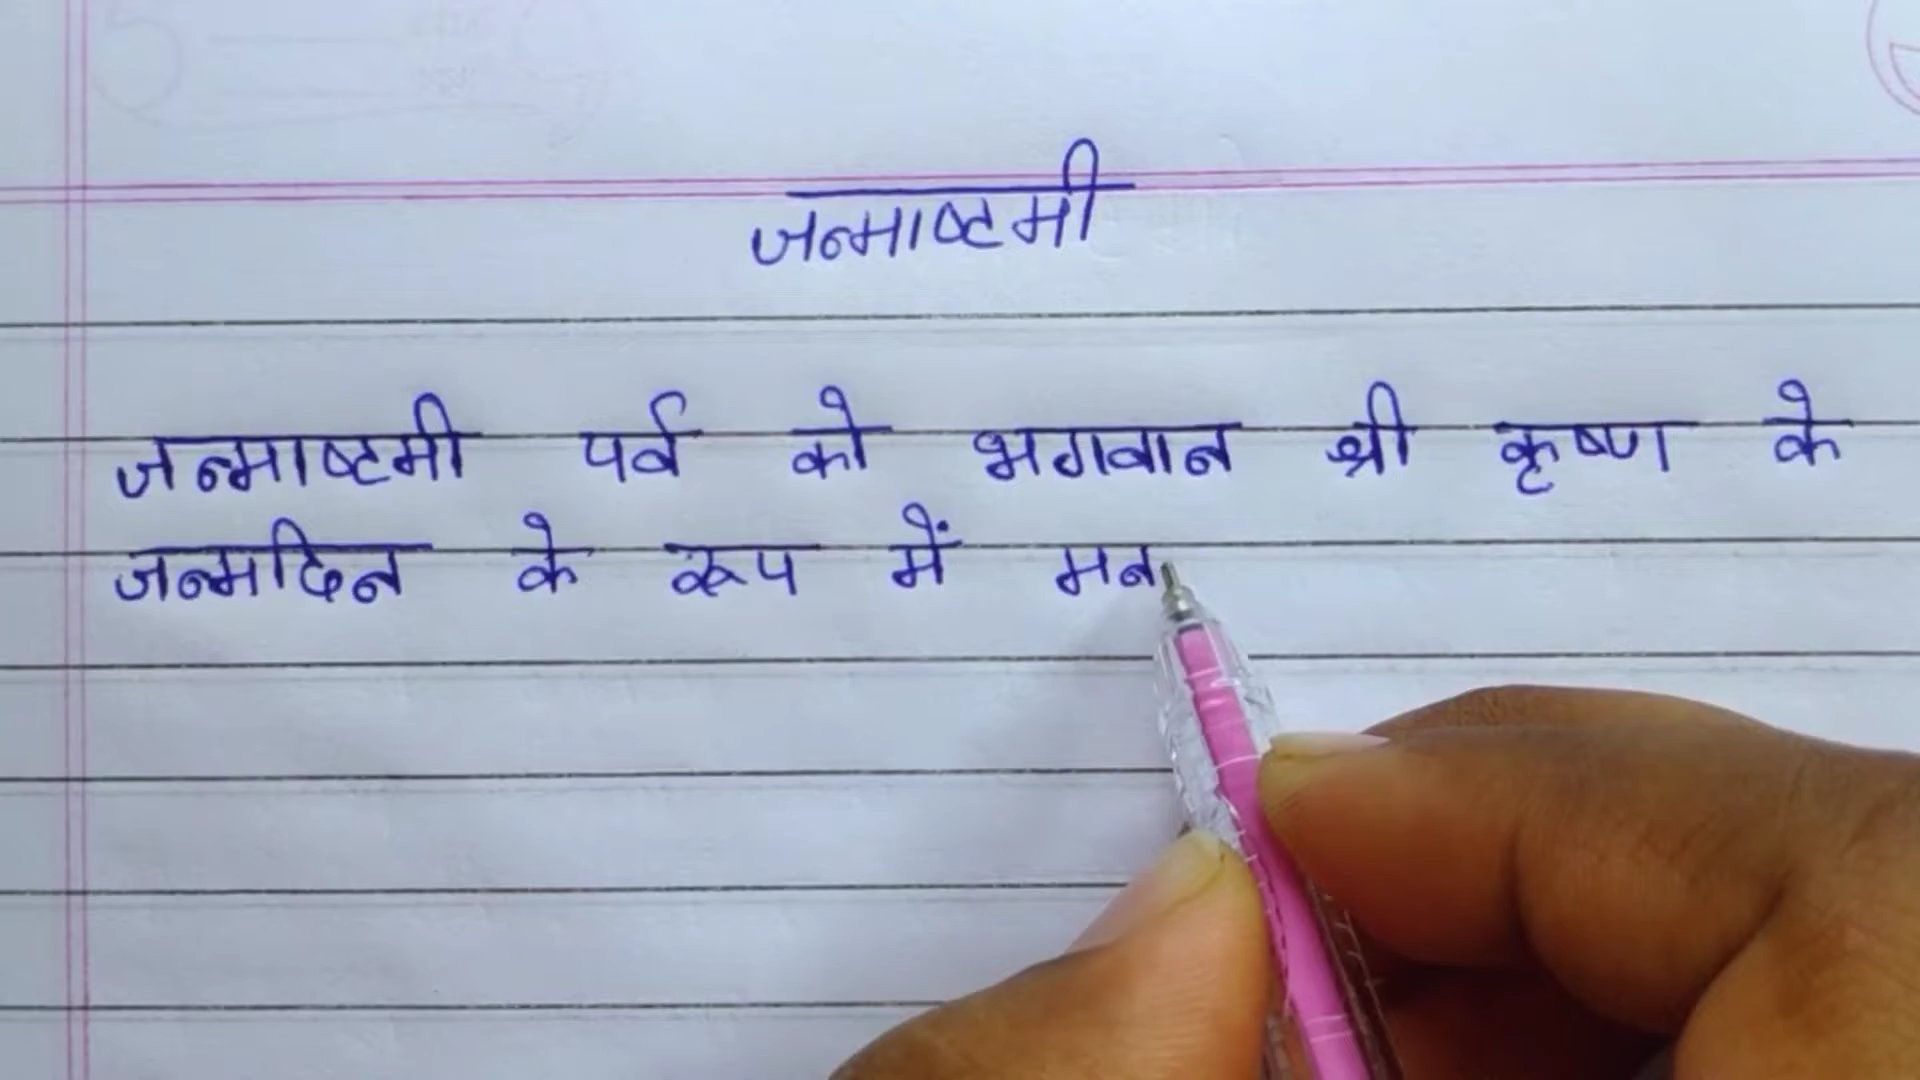 जन्माष्टमी
जन्माष्टमी पर्व को भगवान श्री कृष्ण के
जन्मदिन के रूप में मन